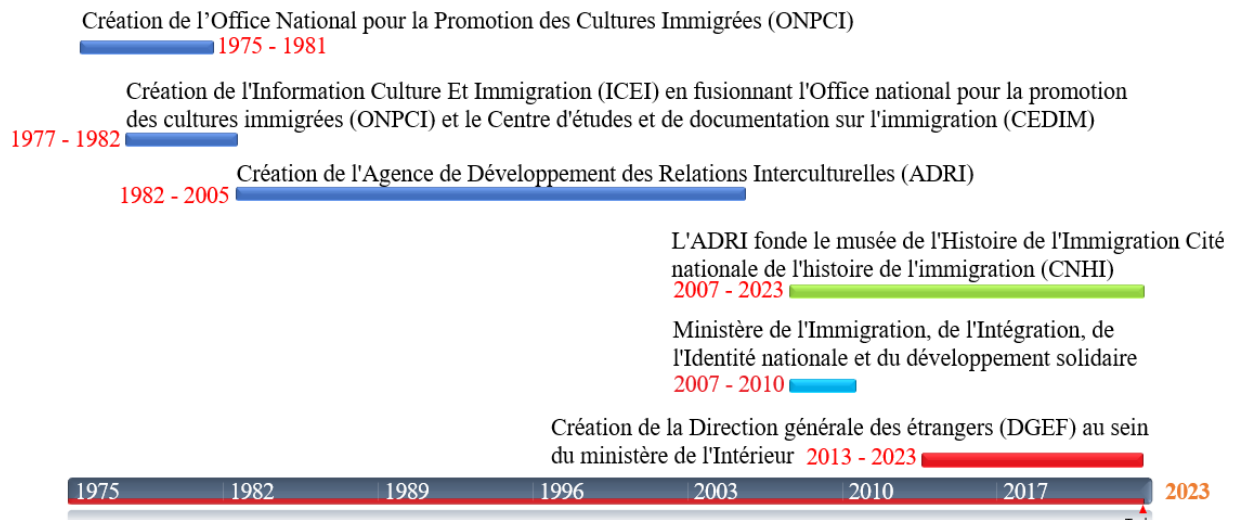 Création de l’Office National pour la Promotion des Cultures Immigrées (ONPCI)
1975 - 1981
Création de l'Information Culture Et Immigration (ICEI) en fusionnant l'Office national pour la promotion
des cultures immigrées (ONPCI) et le Centre d'études et de documentation sur l'immigration (CEDIM)
1977 - 1982
Création de l'Agence de Développement des Relations Interculturelles (ADRI)
1982 - 2005
L'ADRI fonde le musée de l'Histoire de l'Immigration Cité
nationale de l'histoire de l'immigration (CNHI)
2007 - 2023
Ministère de l'Immigration, de l'Intégration, de
l'Identité nationale et du développement solidaire
2007 - 2010
Création de la Direction générale des étrangers (DGEF) au sein
du ministère de l'Intérieur 2013 - 2023
1975 1982 1989 1996 2003 2010 2017 2023